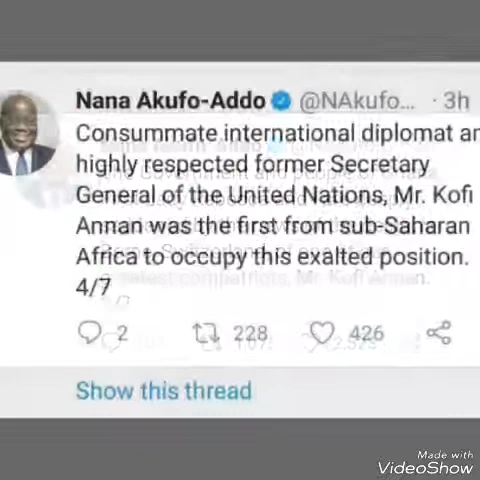 Nana Akufo-Addo @NAkufo... · 3h
Consummate international diplomat an
highly respected former Secretary
General of the United Nations, Mr. Kofi
Annan was the first from sub-Saharan
Africa to occupy this exalted position.
4/7
2 228 426
Show this thread
Made with
VideoShow